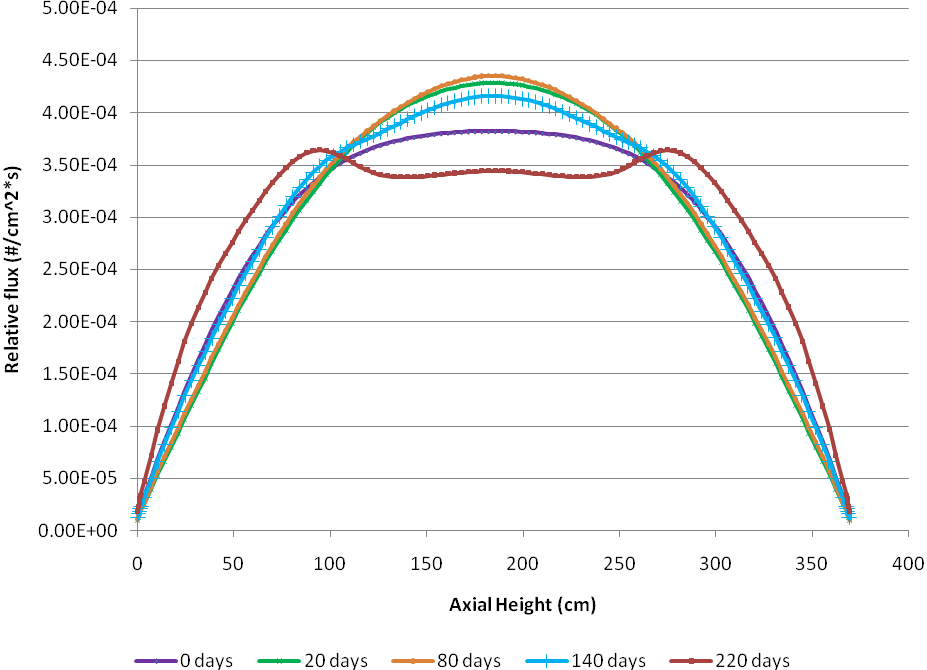 5.00E-04
4.50E-04
4.00E-04
3.50E-04
3.00E-04
2.50E-04
2.00E-04
1.50E-04
1.00E-04
5.00E-05
0.00E+00
Relative flux (#/cm^2*s)
0 50 100 150 200 250 300 350 400
Axial Height (cm)
0 days 20 days 80 days 140 days 220 days